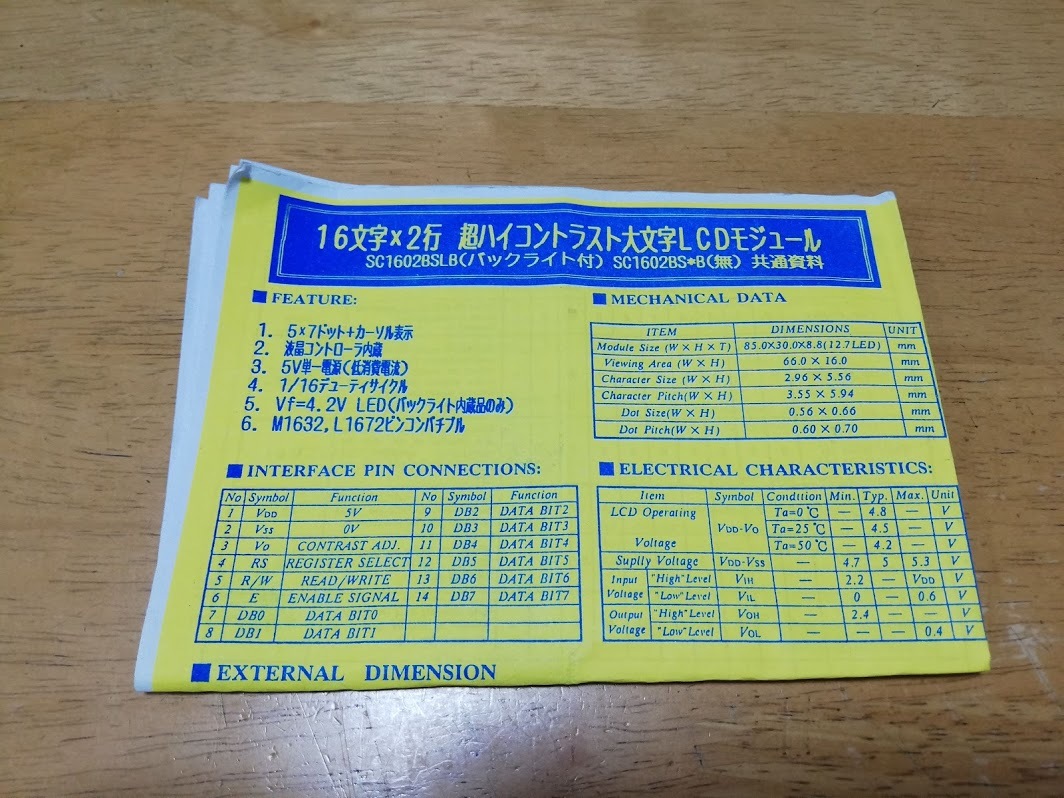 16文字×2行 超ハイコントラスト大文字LCDモジュール
SC1602BSLB(バックライト付) SC1602BS*B(無) 共通資料
■FEATURE:
1. 5×7ドット+カーソル表示
2. 液晶コントローラ内蔵
3. 5V単一電源(低消費電流)
4. 1/16デューティサイクル
5. Vf=4.2V LED(バックライト内蔵品のみ)
6. M1632,L1672ピンコンパチブル
■MECHANICAL DATA
ITEM DIMENSIONS UNIT
Module Size (W×H×T) 85.0X30.0X8.8(12.7LED) mm
Viewing Area (W×H) 66.0 × 16.0 mm
Character Size (W×H) 2.96 × 5.56 mm
Character Pitch(W×H) 3.55 × 5.94 mm
Dot Size(W×H) 0.56 × 0.66 mm
Dot Pitch(W×H) 0.60 × 0.70 mm
■INTERFACE PIN CONNECTIONS:
No Symbol Function No Symbol Function
1 VDD 5V 9 DB2 DATA BIT2
2 VSS 0V 10 DB3 DATA BIT3
3 VO CONTRAST ADJ. 11 DB4 DATA BIT4
4 RS REGISTER SELECT 12 DB5 DATA BIT5
5 R/W READ/WRITE 13 DB6 DATA BIT6
6 E ENABLE SIGNAL 14 DB7 DATA BIT7
7 DB0 DATA BIT0
8 DB1 DATA BIT1
■ELECTRICAL CHARACTERISTICS:
Item Symbol Condttion Min. Typ. Max. Unit
LCD Operating Voltage VDD-VO Ta=0℃ — 4.8 — V
Ta=25℃ — 4.5 — V
Ta=50℃ — 4.2 — V
Suplly Voltage VDD-VSS — 4.7 5 5.3 V
Input Voltage "High" Level VIH — 2.2 — VDD V
"Low" Level VIL — 0 — 0.6 V
Output Voltage "High" Level VOH — 2.4 — — V
"Low" Level VOL — — — 0.4 V
■EXTERNAL DIMENSION